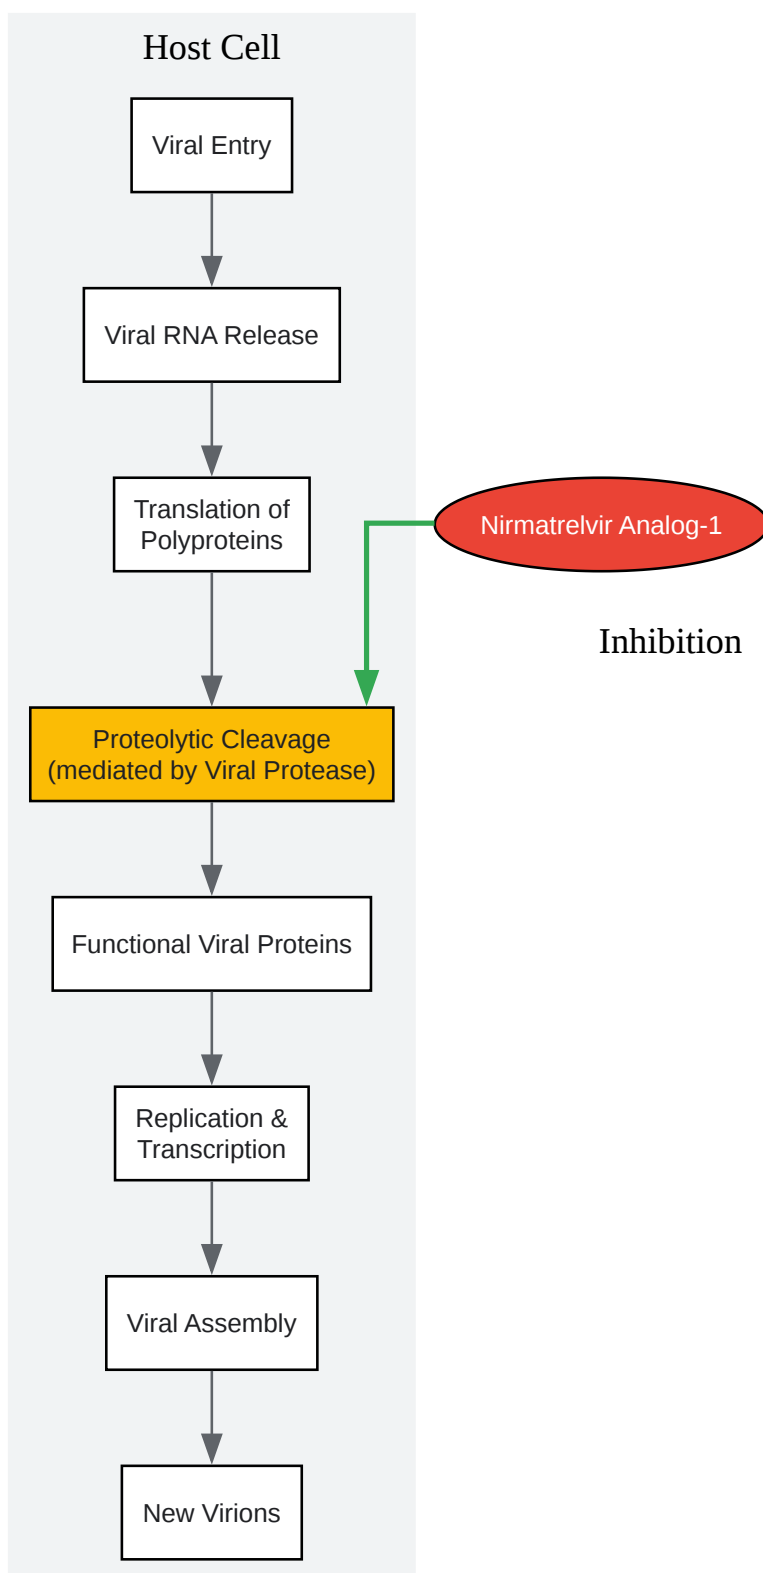 Host Cell
Viral Entry
Viral RNA Release
Translation of
Polyproteins
Nirmatrelvir Analog-1
Inhibition
Proteolytic Cleavage
(mediated by Viral Protease)
Functional Viral Proteins
Replication &
Transcription
Viral Assembly
New Virions